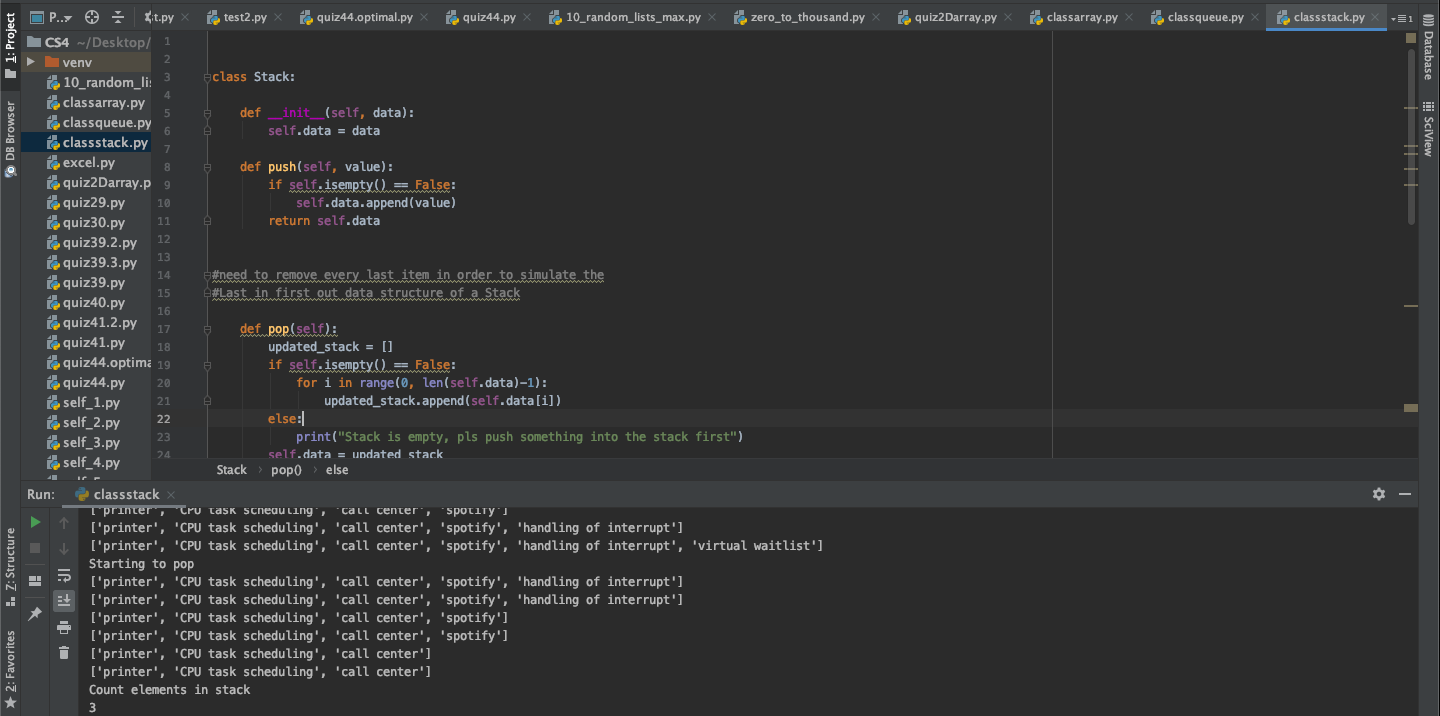 1: Project
P..
t.py
test2.py
quiz44.optimal.py
quiz44.py
10_random_lists_max.py
zero_to_thousand.py
quiz2Darray.py
classarray.py
classqueue.py
classstack.py
1
Database
SciView
DB Browser
Z: Structure
2: Favorites
CS4 ~/Desktop/
venv
10_random_lis
classarray.py
classqueue.py
classstack.py
excel.py
quiz2Darray.p
quiz29.py
quiz30.py
quiz39.2.py
quiz39.3.py
quiz39.py
quiz40.py
quiz41.2.py
quiz41.py
quiz44.optima
quiz44.py
self_1.py
self_2.py
self_3.py
self_4.py
1
2
3 class Stack:
4
5 def __init__(self, data):
6 self.data = data
7
8 def push(self, value):
9 if self.isempty() == False:
10 self.data.append(value)
11 return self.data
12
13
14 #need to remove every last item in order to simulate the
15 #Last in first out data structure of a Stack
16
17 def pop(self):
18 updated_stack = []
19 if self.isempty() == False:
20 for i in range(0, len(self.data)-1):
21 updated_stack.append(self.data[i])
22 else:
23 print("Stack is empty, pls push something into the stack first")
24 self.data = updated_stack
Stack › pop() › else
Run: classstack
['printer', 'CPU task scheduling', 'call center', 'spotify']
['printer', 'CPU task scheduling', 'call center', 'spotify', 'handling of interrupt']
['printer', 'CPU task scheduling', 'call center', 'spotify', 'handling of interrupt', 'virtual waitlist']
Starting to pop
['printer', 'CPU task scheduling', 'call center', 'spotify', 'handling of interrupt']
['printer', 'CPU task scheduling', 'call center', 'spotify', 'handling of interrupt']
['printer', 'CPU task scheduling', 'call center', 'spotify']
['printer', 'CPU task scheduling', 'call center', 'spotify']
['printer', 'CPU task scheduling', 'call center']
['printer', 'CPU task scheduling', 'call center']
Count elements in stack
3